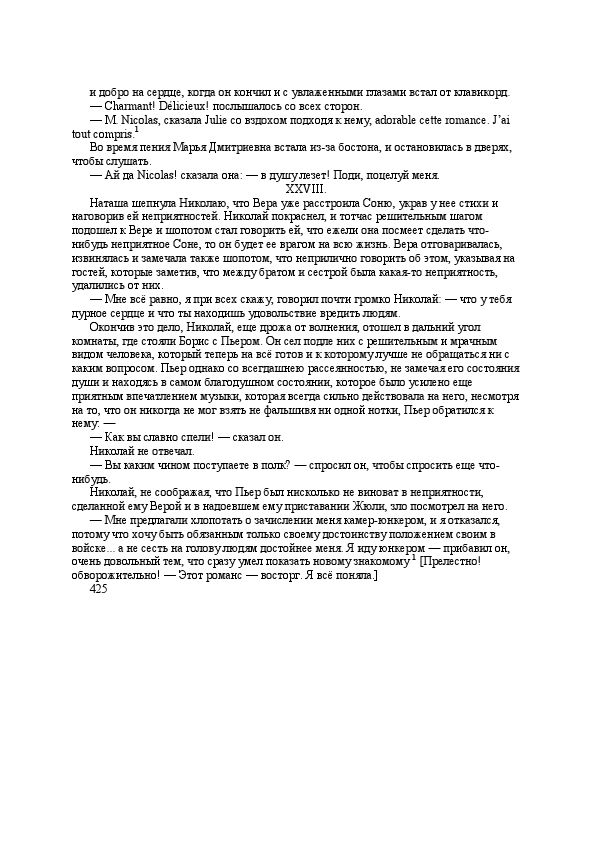 и добро на сердце, когда он кончил и с увлаженными глазами встал от клавикорд.
— Charmant! Délicieux! послышалось со всех сторон.
— M. Nicolas, сказала Julie со вздохом подходя к нему, adorable cette romance. J’ai
tout compris.1
Во время пения Марья Дмитриевна встала из-за бостона, и остановилась в дверях,
чтобы слушать.
— Ай да Nicolas! сказала она: — в душу лезет! Поди, поцелуй меня.
XXVIII.
Наташа шепнула Николаю, что Вера уже расстроила Соню, украв у нее стихи и
наговорив ей неприятностей. Николай покраснел, и тотчас решительным шагом
подошел к Вере и шопотом стал говорить ей, что ежели она посмеет сделать что-
нибудь неприятное Соне, то он будет ее врагом на всю жизнь. Вера отговаривалась,
извинялась и замечала также шопотом, что неприлично говорить об этом, указывая на
гостей, которые заметив, что между братом и сестрой была какая-то неприятность,
удалились от них.
— Мне всё равно, я при всех скажу, говорил почти громко Николай: — что у тебя
дурное сердце и что ты находишь удовольствие вредить людям.
Окончив это дело, Николай, еще дрожа от волнения, отошел в дальний угол
комнаты, где стояли Борис с Пьером. Он сел подле них с решительным и мрачным
видом человека, который теперь на всё готов и к которому лучше не обращаться ни с
каким вопросом. Пьер однако со всегдашнею рассеянностью, не замечая его состояния
души и находясь в самом благодушном состоянии, которое было усилено еще
приятным впечатлением музыки, которая всегда сильно действовала на него, несмотря
на то, что он никогда не мог взять не фальшивя ни одной нотки, Пьер обратился к
нему: —
— Как вы славно спели! — сказал он.
Николай не отвечал.
— Вы каким чином поступаете в полк? — спросил он, чтобы спросить еще что-
нибудь.
Николай, не соображая, что Пьер был нисколько не виноват в неприятности,
сделанной ему Верой и в надоевшем ему приставании Жюли, зло посмотрел на него.
— Мне предлагали хлопотать о зачислении меня камер-юнкером, и я отказался,
потому что хочу быть обязанным только своему достоинству положением своим в
войске... а не сесть на голову людям достойнее меня. Я иду юнкером — прибавил он,
очень довольный тем, что сразу умел показать новому знакомому 1 [Прелестно!
обворожительно! — Этот романс — восторг. Я всё поняла.]
425